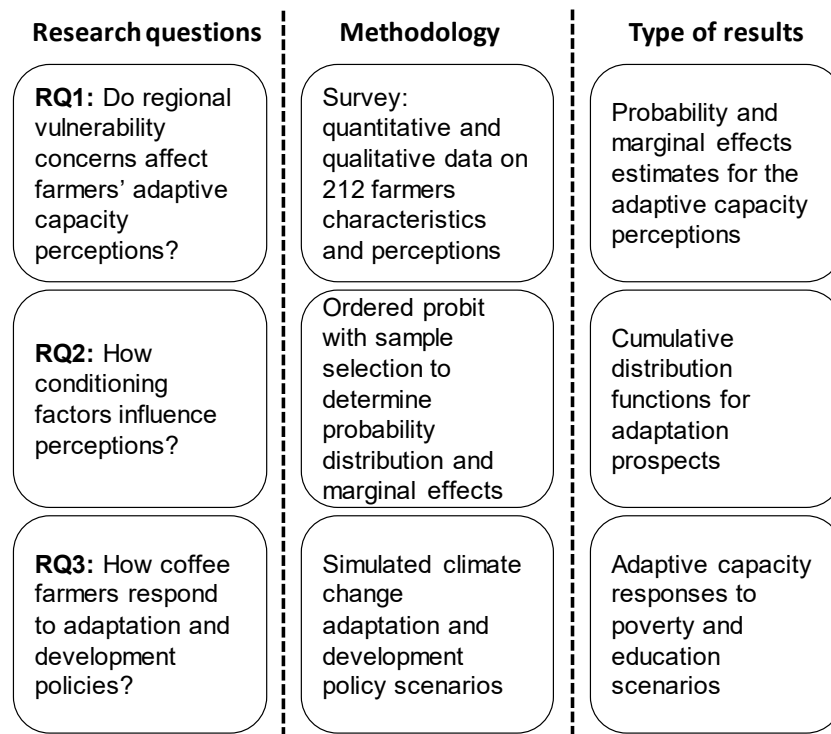 Research questions
Methodology
Type of results
RQ1: Do regional
vulnerability
concerns affect
farmers’ adaptive
capacity
perceptions?
Survey:
quantitative and
qualitative data on
212 farmers
characteristics
and perceptions
Probability and
marginal effects
estimates for the
adaptive capacity
perceptions
RQ2: How
conditioning
factors influence
perceptions?
Ordered probit
with sample
selection to
determine
probability
distribution and
marginal effects
Cumulative
distribution
functions for
adaptation
prospects
RQ3: How coffee
farmers respond
to adaptation and
development
policies?
Simulated climate
change
adaptation and
development
policy scenarios
Adaptive capacity
responses to
poverty and
education
scenarios